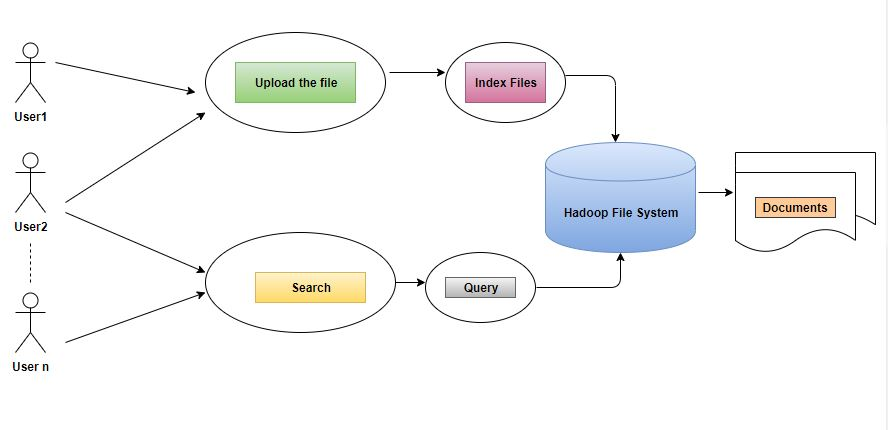 User1
Upload the file
Index Files
User2
Hadoop File System
Documents
Search
Query
User n